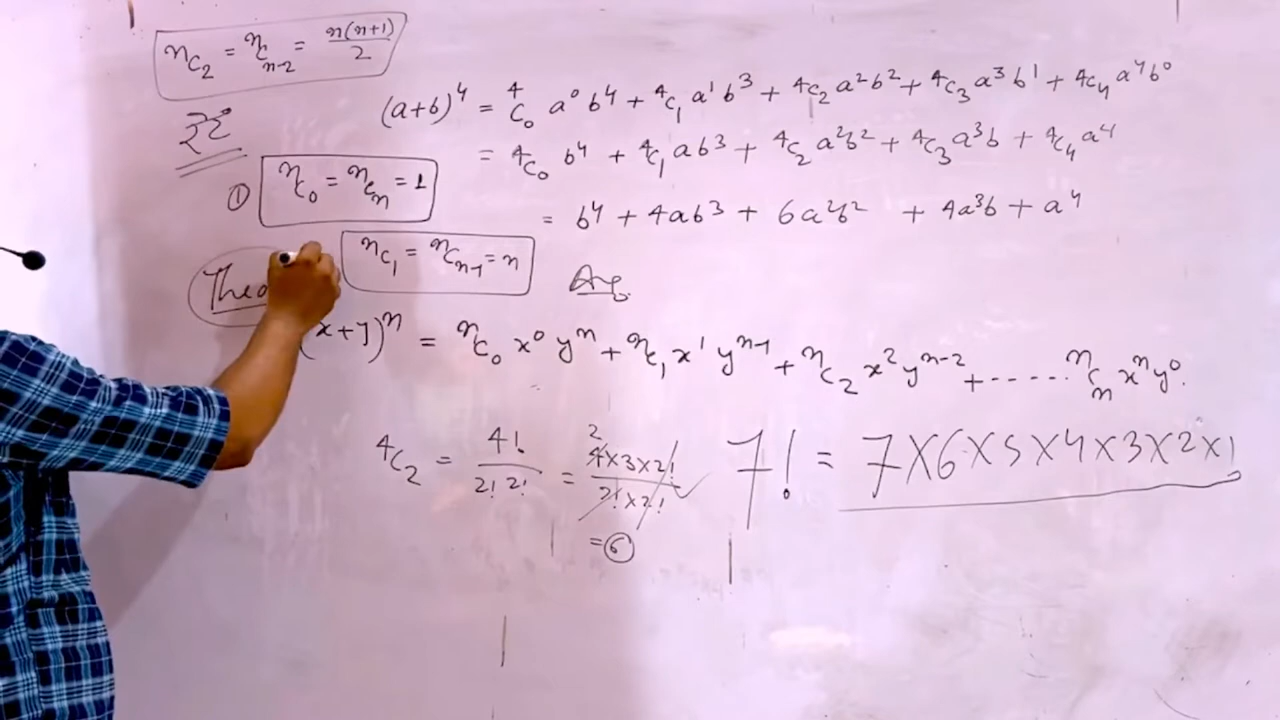 ⁿC₂ = ⁿCₙ₋₂ = n(n+1)/2
(a+b)⁴ = ⁴C₀ a⁰b⁴ + ⁴C₁ a¹b³ + ⁴C₂ a²b² + ⁴C₃ a³b¹ + ⁴C₄ a⁴b⁰
= ⁴C₀ b⁴ + ⁴C₁ ab³ + ⁴C₂ a²b² + ⁴C₃ a³b + ⁴C₄ a⁴
① ⁿC₀ = ⁿCₙ = 1
= b⁴ + 4ab³ + 6a²b² + 4a³b + a⁴
ⁿC₁ = ⁿCₙ₋₁ = n
Theo
(x+y)ⁿ = ⁿC₀ x⁰yⁿ + ⁿC₁ x¹yⁿ⁻¹ + ⁿC₂ x²yⁿ⁻² + ...... ⁿCₙ xⁿy⁰.
⁴C₂ = 4!/2! 2! = 4×3×2!/2!×2! 2
= 6
7! = 7×6×5×4×3×2×1